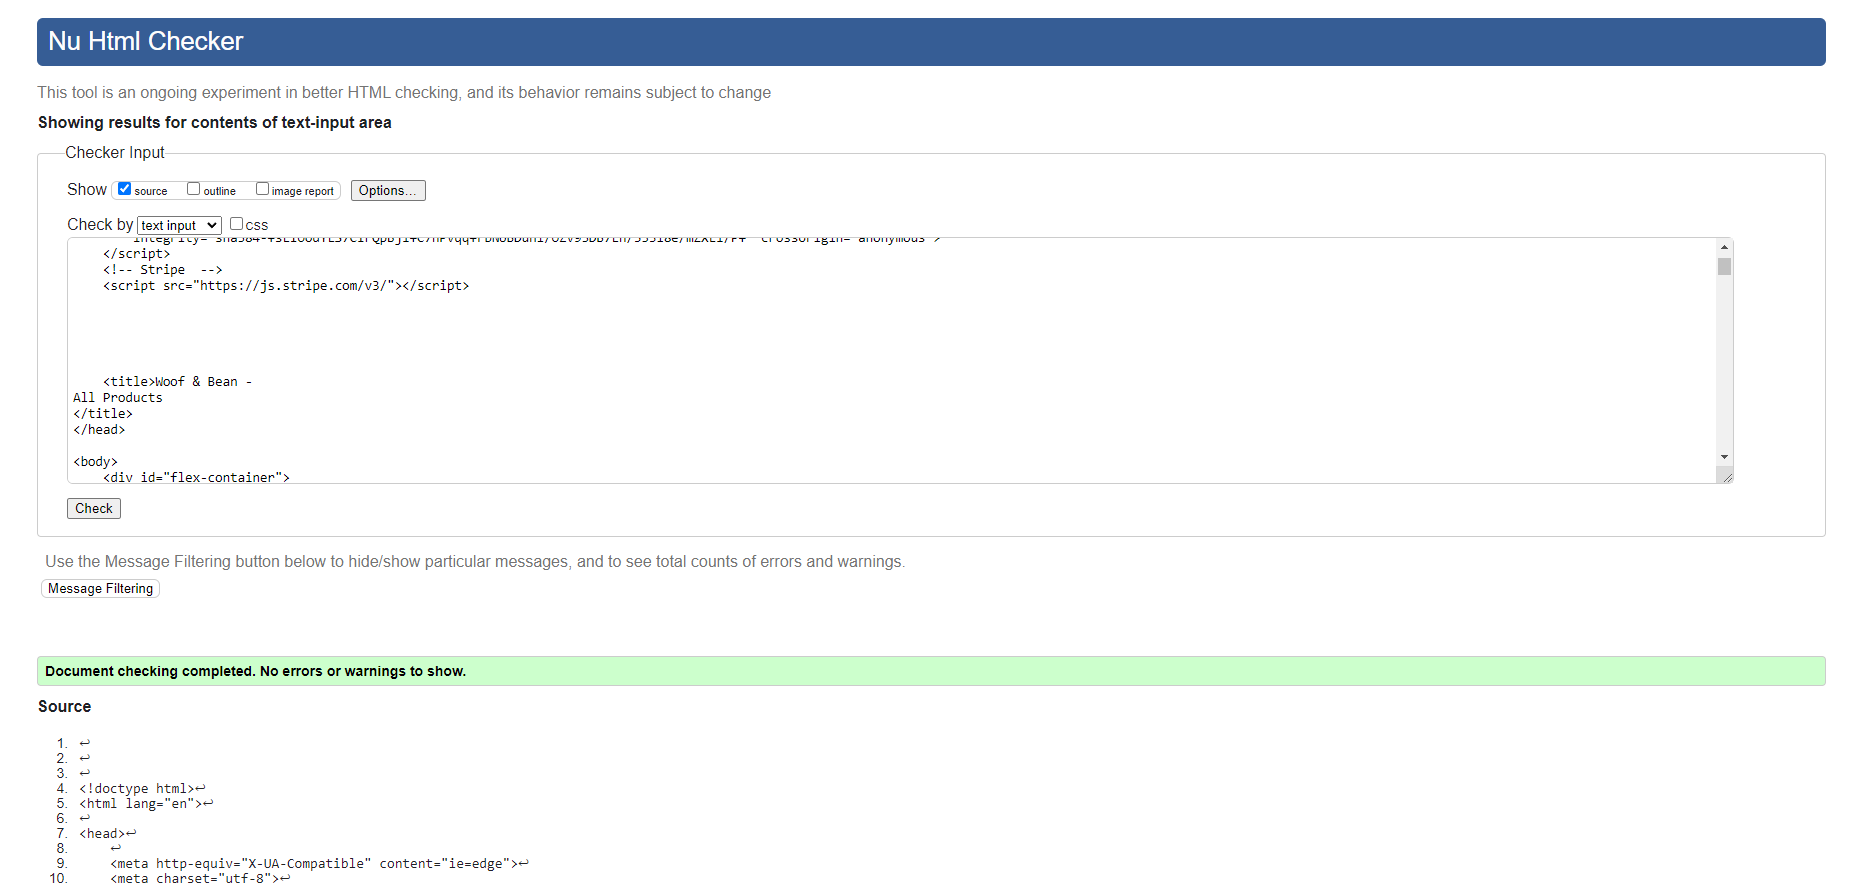 Nu Html Checker
This tool is an ongoing experiment in better HTML checking, and its behavior remains subject to change
Showing results for contents of text-input area
Checker Input
Show source outline image report Options...
Check by text input css
</script>
<!-- Stripe  -->
<script src="https://js.stripe.com/v3/"></script>
<title>Woof & Bean -
All Products
</title>
</head>
<body>
<div id="flex-container">
Check
Use the Message Filtering button below to hide/show particular messages, and to see total counts of errors and warnings.
Message Filtering
Document checking completed. No errors or warnings to show.
Source
1. ↩
2. ↩
3. ↩
4. <!doctype html>↩
5. <html lang="en">↩
6. ↩
7. <head>↩
8. ↩
9. <meta http-equiv="X-UA-Compatible" content="ie=edge">↩
10. <meta charset="utf-8">↩